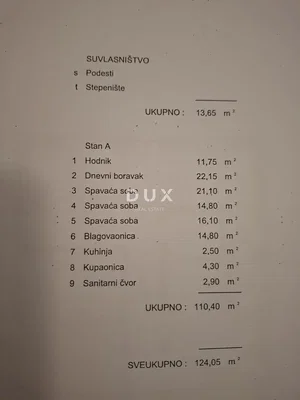 SUVLASNIŠTVO
s Podesti
t Stepenište
UKUPNO : 13,65 m²
Stan A
1 Hodnik 11,75 m²
2 Dnevni boravak 22,15 m²
3 Spavaća soba 21,10 m²
DUX
4 Spavaća soba 14,80 m²
5 Spavaća soba 16,10 m²
6 Blagovaonica 14,80 m²
7 Kuhinja 2,50 m²
8 Kupaonica 4,30 m²
9 Sanitarni čvor 2,90 m²
UKUPNO : 110,40 m²
SVEUKUPNO : 124,05 m²